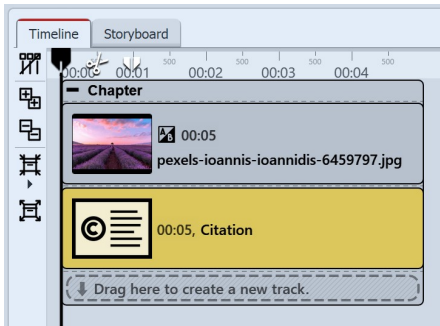 Timeline Storyboard
500 500 500 500
00:00 00:01 00:02 00:03 00:04
Chapter
00:05
pexels-ioannis-ioannidis-6459797.jpg
00:05, Citation
Drag here to create a new track.